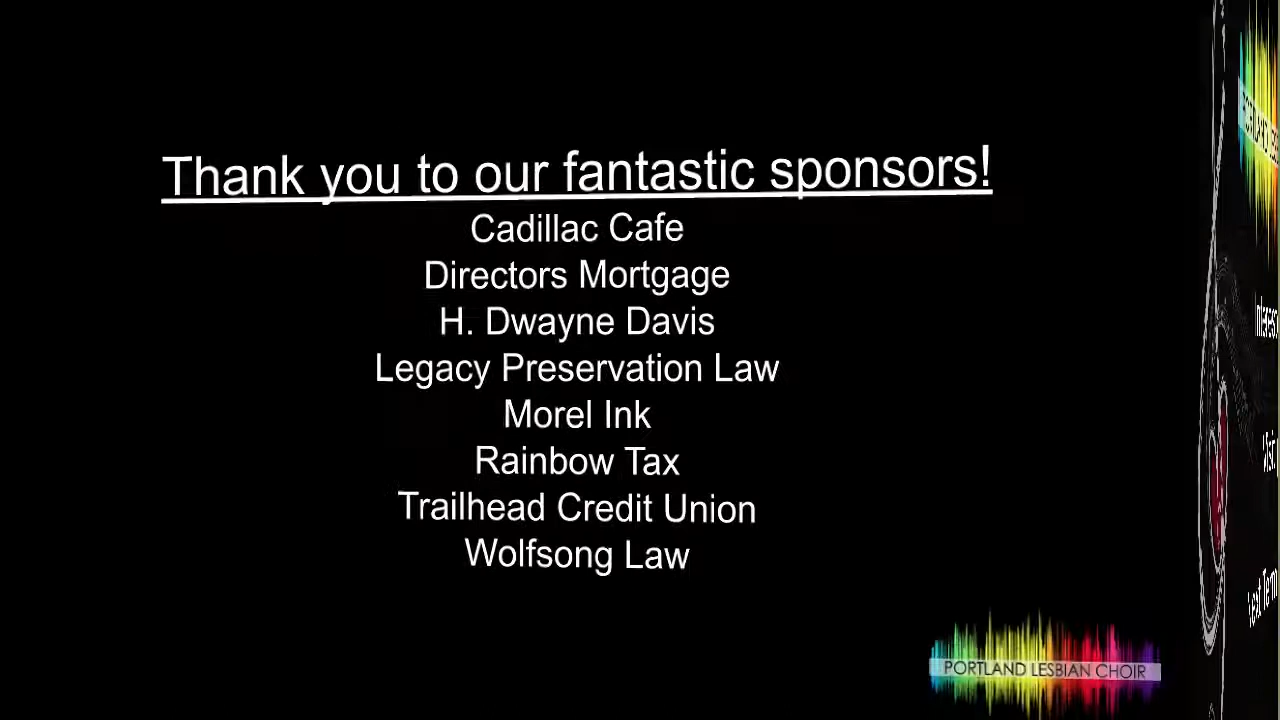 Thank you to our fantastic sponsors!
Cadillac Cafe
Directors Mortgage
H. Dwayne Davis
Legacy Preservation Law
Morel Ink
Rainbow Tax
Trailhead Credit Union
Wolfsong Law
PORTLAND LESBIAN CHOIR